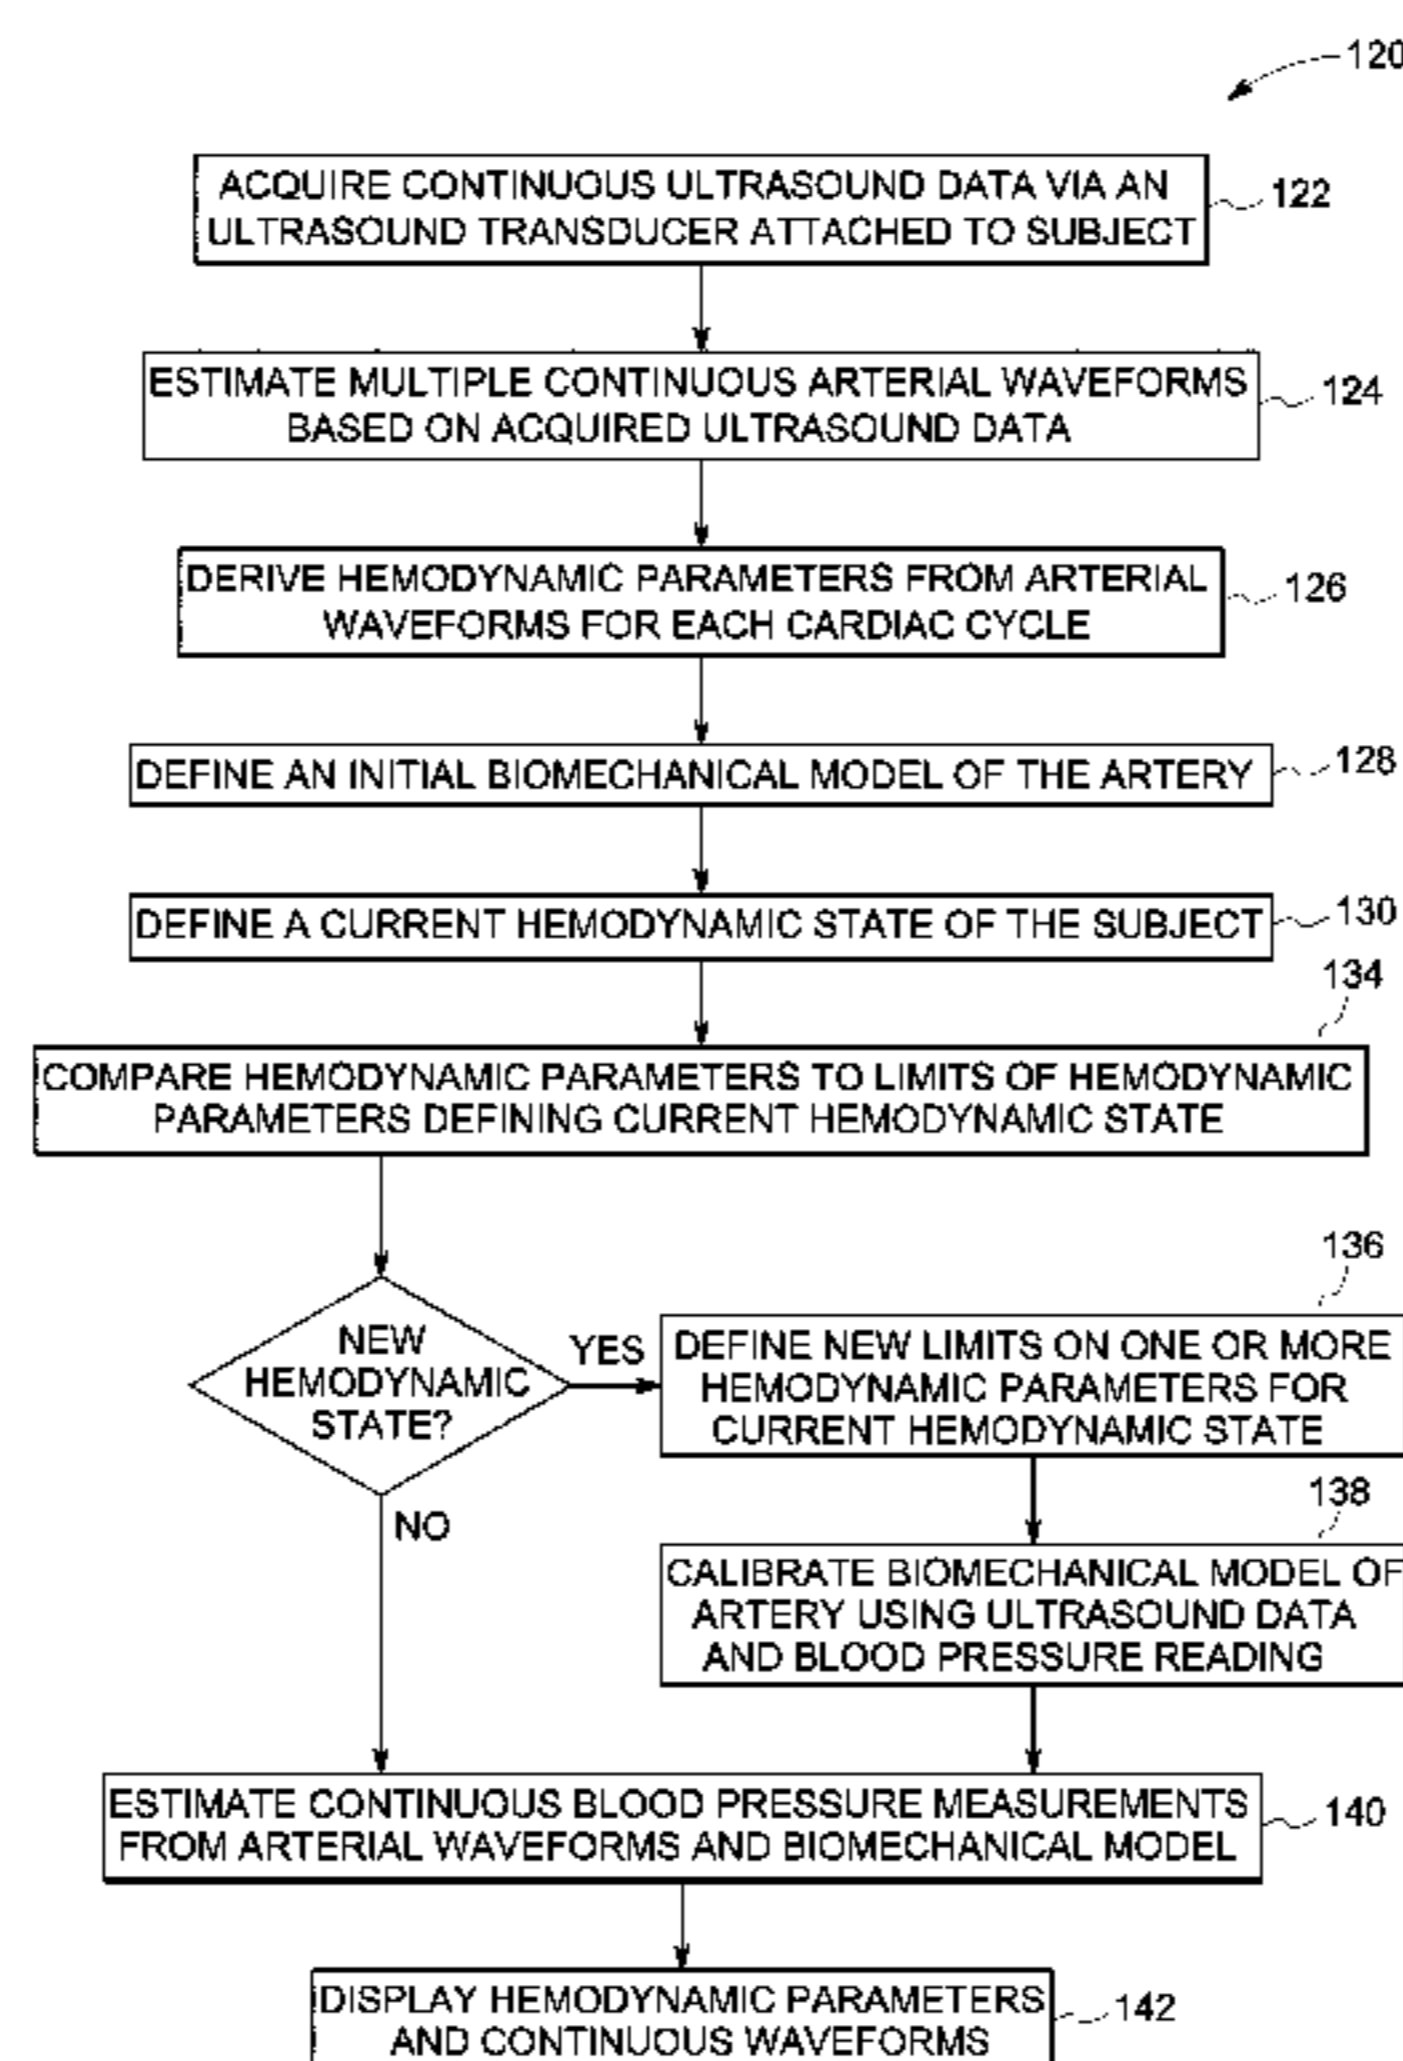 120
ACQUIRE CONTINUOUS ULTRASOUND DATA VIA AN
ULTRASOUND TRANSDUCER ATTACHED TO SUBJECT
122
ESTIMATE MULTIPLE CONTINUOUS ARTERIAL WAVEFORMS
BASED ON ACQUIRED ULTRASOUND DATA
124
DERIVE HEMODYNAMIC PARAMETERS FROM ARTERIAL
WAVEFORMS FOR EACH CARDIAC CYCLE
126
DEFINE AN INITIAL BIOMECHANICAL MODEL OF THE ARTERY
128
DEFINE A CURRENT HEMODYNAMIC STATE OF THE SUBJECT
130
134
COMPARE HEMODYNAMIC PARAMETERS TO LIMITS OF HEMODYNAMIC
PARAMETERS DEFINING CURRENT HEMODYNAMIC STATE
NEW
HEMODYNAMIC
STATE?
YES
NO
136
DEFINE NEW LIMITS ON ONE OR MORE
HEMODYNAMIC PARAMETERS FOR
CURRENT HEMODYNAMIC STATE
138
CALIBRATE BIOMECHANICAL MODEL OF
ARTERY USING ULTRASOUND DATA
AND BLOOD PRESSURE READING
ESTIMATE CONTINUOUS BLOOD PRESSURE MEASUREMENTS
FROM ARTERIAL WAVEFORMS AND BIOMECHANICAL MODEL
140
DISPLAY HEMODYNAMIC PARAMETERS
AND CONTINUOUS WAVEFORMS
142